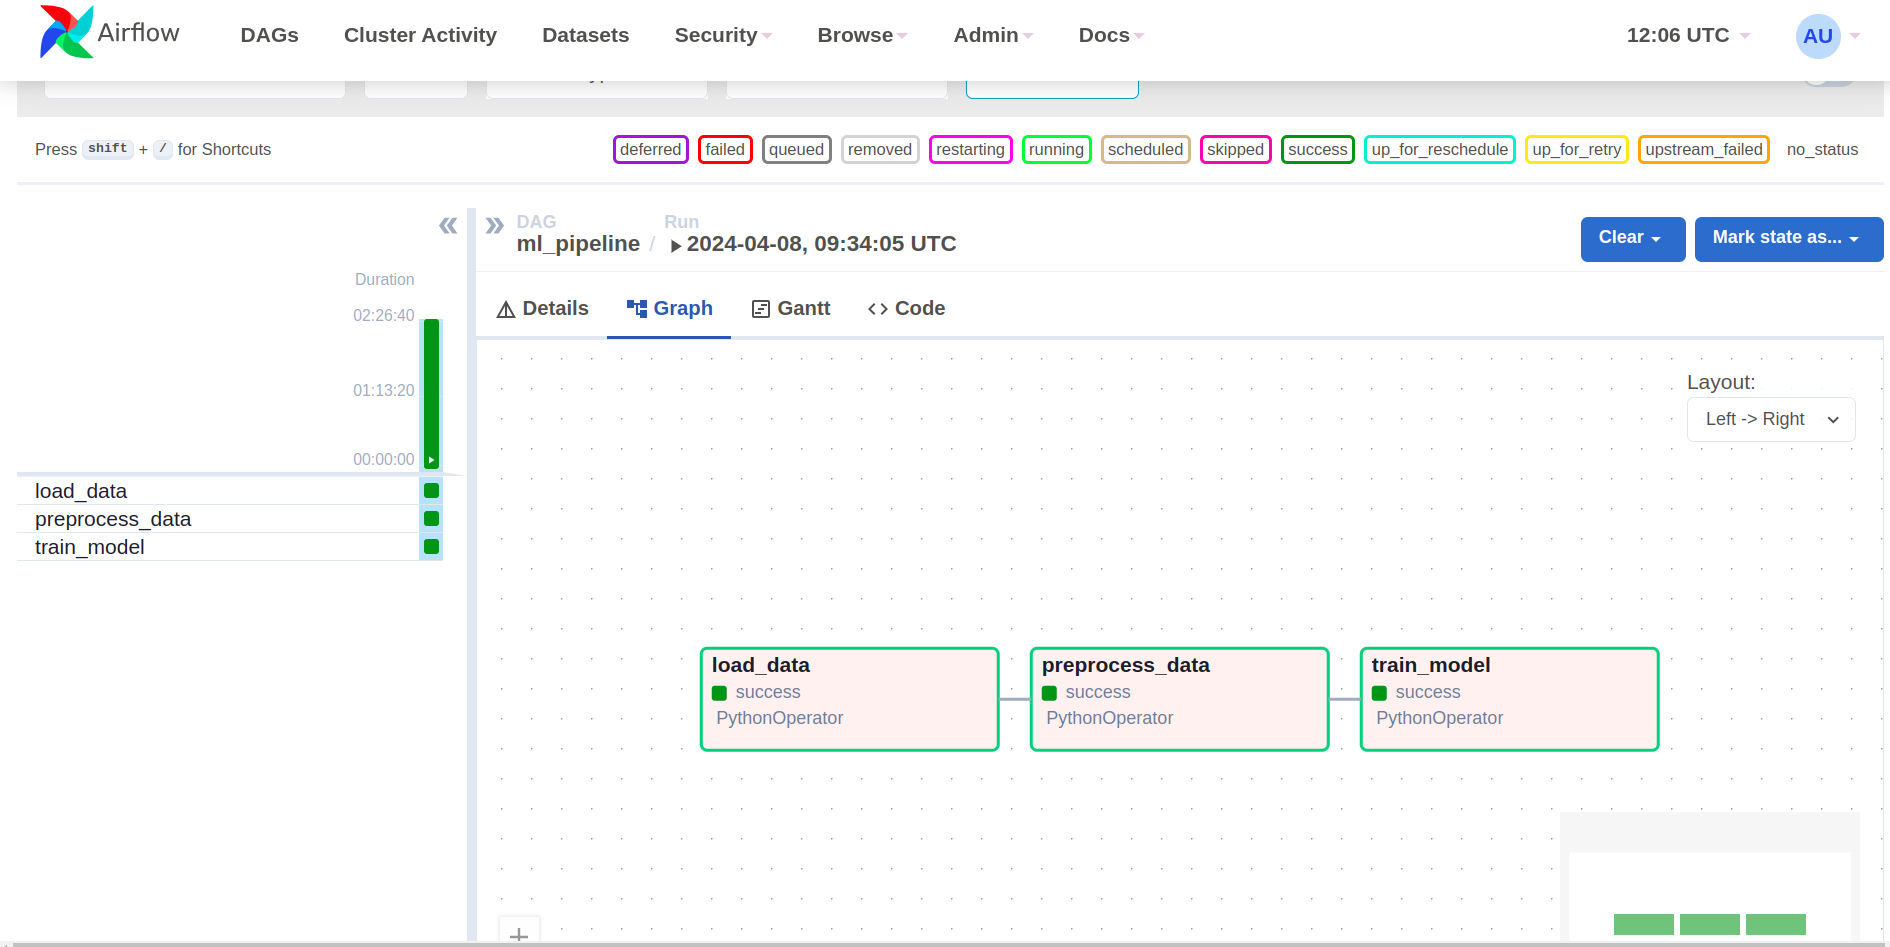 Airflow
DAGs Cluster Activity Datasets Security Browse Admin Docs 12:06 UTC AU
Press shift + / for Shortcuts
deferred failed queued removed restarting running scheduled skipped success up_for_reschedule up_for_retry upstream_failed no_status
DAG Run
ml_pipeline / 2024-04-08, 09:34:05 UTC
Clear Mark state as...
Duration
02:26:40
01:13:20
00:00:00
load_data
preprocess_data
train_model
Details Graph Gantt Code
Layout:
Left -> Right
load_data
success
PythonOperator
preprocess_data
success
PythonOperator
train_model
success
PythonOperator